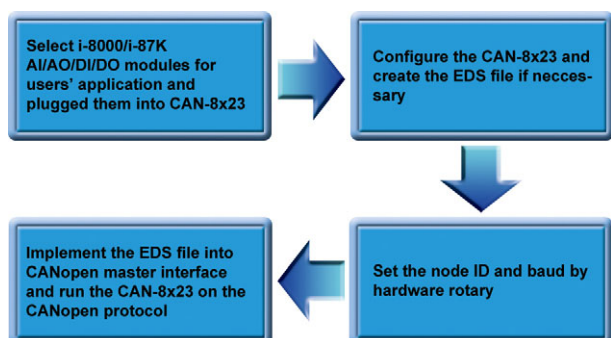 Select i-8000/i-87K
AI/AO/DI/DO modules for
users' application and
plugged them into CAN-8x23
Configure the CAN-8x23 and
create the EDS file if necces-
sary
Set the node ID and baud by
hardware rotary
Implement the EDS file into
CANopen master interface
and run the CAN-8x23 on the
CANopen protocol